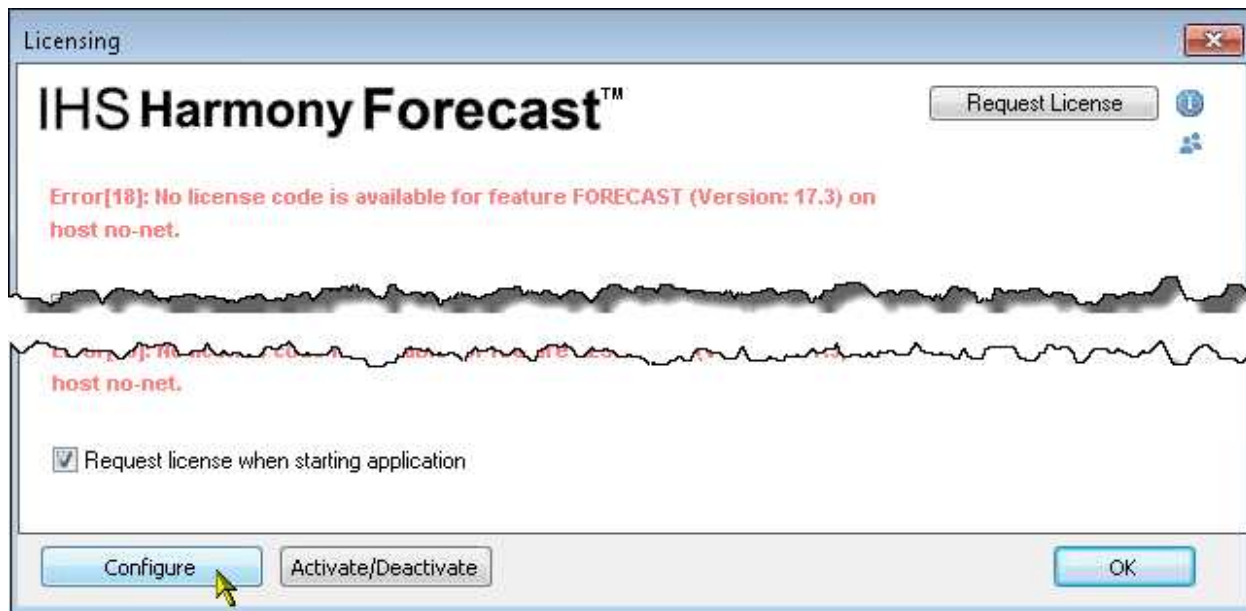 Licensing
IHS Harmony Forecast™
Request License
Error[18]: No license code is available for feature FORECAST (Version: 17.3) on
host no-net.
host no-net.
Request license when starting application
Configure
Activate/Deactivate
OK